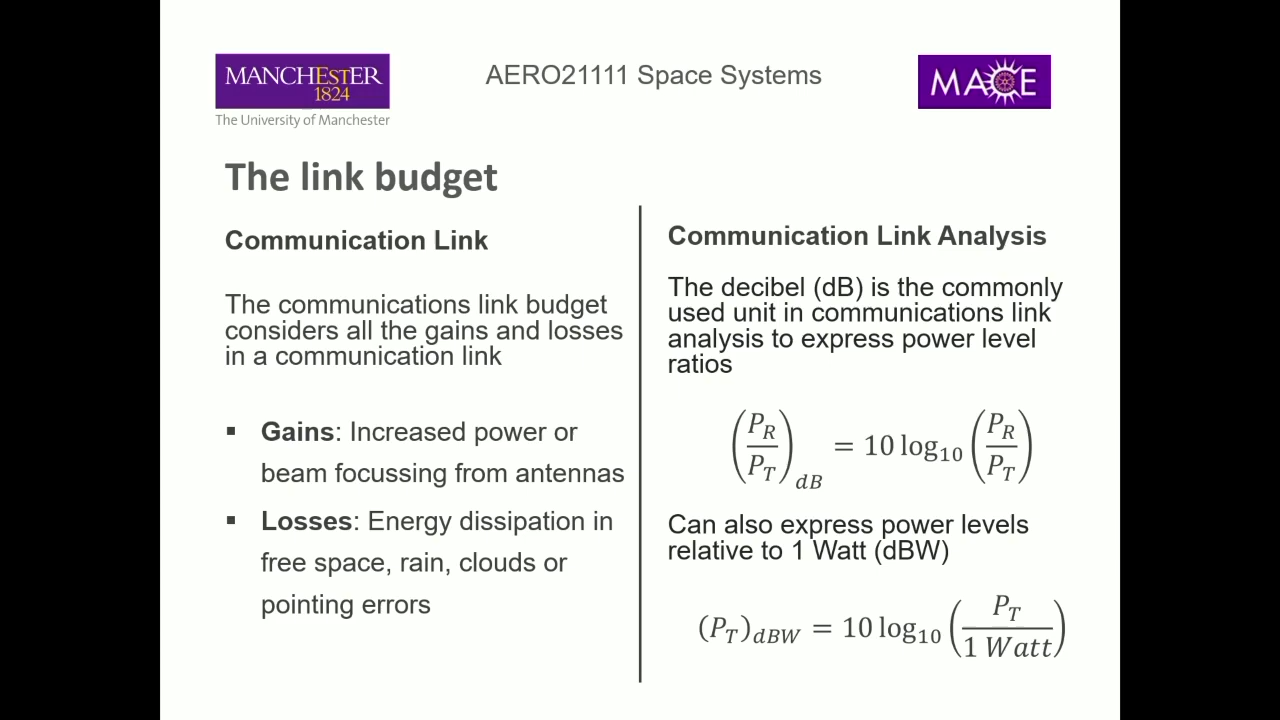 MANCHESTER
1824
The University of Manchester
AERO21111 Space Systems
MACE
The link budget
Communication Link
The communications link budget
considers all the gains and losses
in a communication link
▪ Gains: Increased power or
beam focussing from antennas
▪ Losses: Energy dissipation in
free space, rain, clouds or
pointing errors
Communication Link Analysis
The decibel (dB) is the commonly
used unit in communications link
analysis to express power level
ratios
(P_R/P_T)_dB = 10 log₁₀ (P_R/P_T)
Can also express power levels
relative to 1 Watt (dBW)
(P_T)_dBW = 10 log₁₀ (P_T/1 Watt)